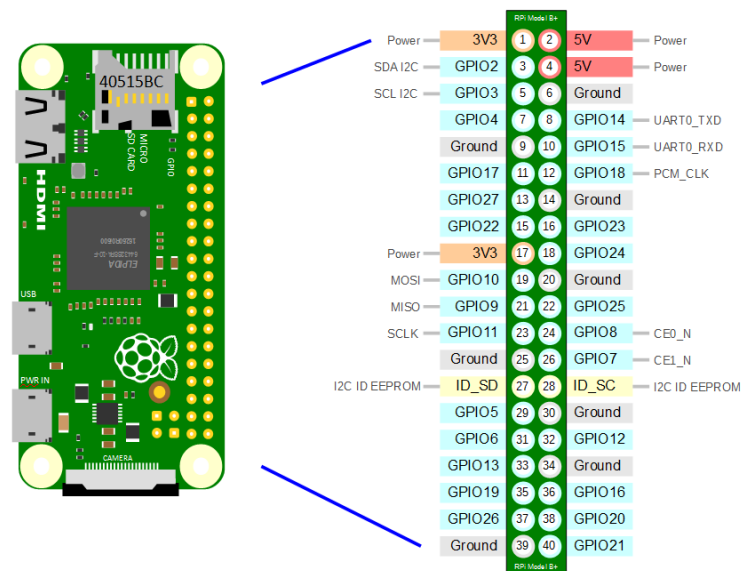 40515BC
MICRO
SD CARD
GPIO
HDMI
ELPIDA
USB
PWR IN
CAMERA
RPi Model B+
Power 3V3 1 2 5V Power
SDA I2C GPIO2 3 4 5V Power
SCL I2C GPIO3 5 6 Ground
GPIO4 7 8 GPIO14 UART0_TXD
Ground 9 10 GPIO15 UART0_RXD
GPIO17 11 12 GPIO18 PCM_CLK
GPIO27 13 14 Ground
GPIO22 15 16 GPIO23
Power 3V3 17 18 GPIO24
MOSI GPIO10 19 20 Ground
MISO GPIO9 21 22 GPIO25
SCLK GPIO11 23 24 GPIO8 CE0_N
Ground 25 26 GPIO7 CE1_N
I2C ID EEPROM ID_SD 27 28 ID_SC I2C ID EEPROM
GPIO5 29 30 Ground
GPIO6 31 32 GPIO12
GPIO13 33 34 Ground
GPIO19 35 36 GPIO16
GPIO26 37 38 GPIO20
Ground 39 40 GPIO21
RPi Model B+